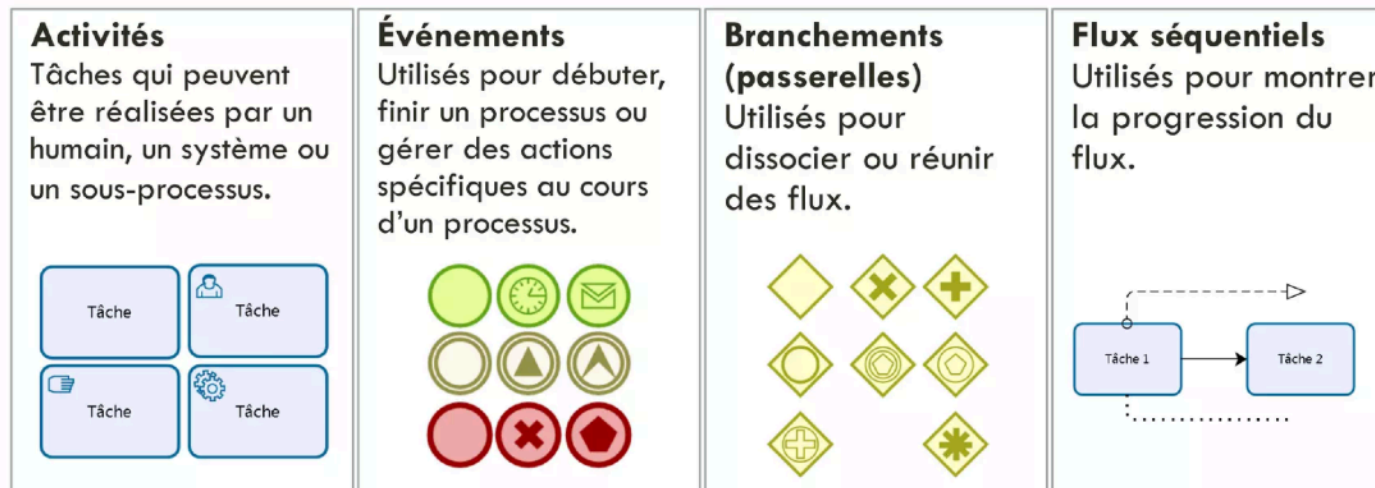 Activités
Tâches qui peuvent
être réalisées par un
humain, un système ou
un sous-processus.
Tâche
Tâche
Tâche
Tâche
Événements
Utilisés pour débuter,
finir un processus ou
gérer des actions
spécifiques au cours
d’un processus.
Branchements
(passerelles)
Utilisés pour
dissocier ou réunir
des flux.
Flux séquentiels
Utilisés pour montrer
la progression du
flux.
Tâche 1
Tâche 2